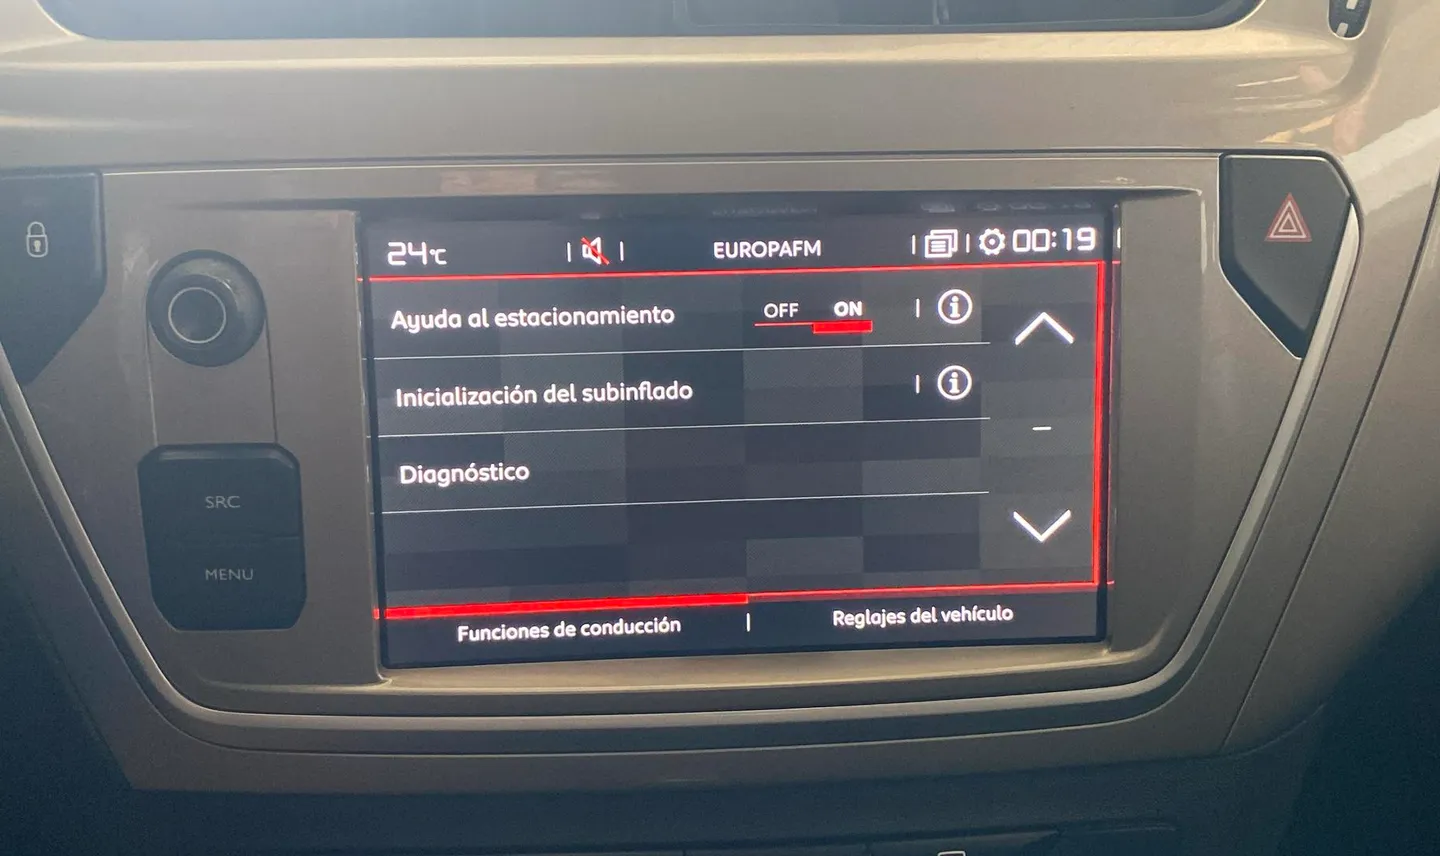 24°C EUROPAFM 00:19
Ayuda al estacionamiento OFF ON
Inicialización del subinflado
Diagnóstico
Funciones de conducción Reglajes del vehículo
SRC
MENU